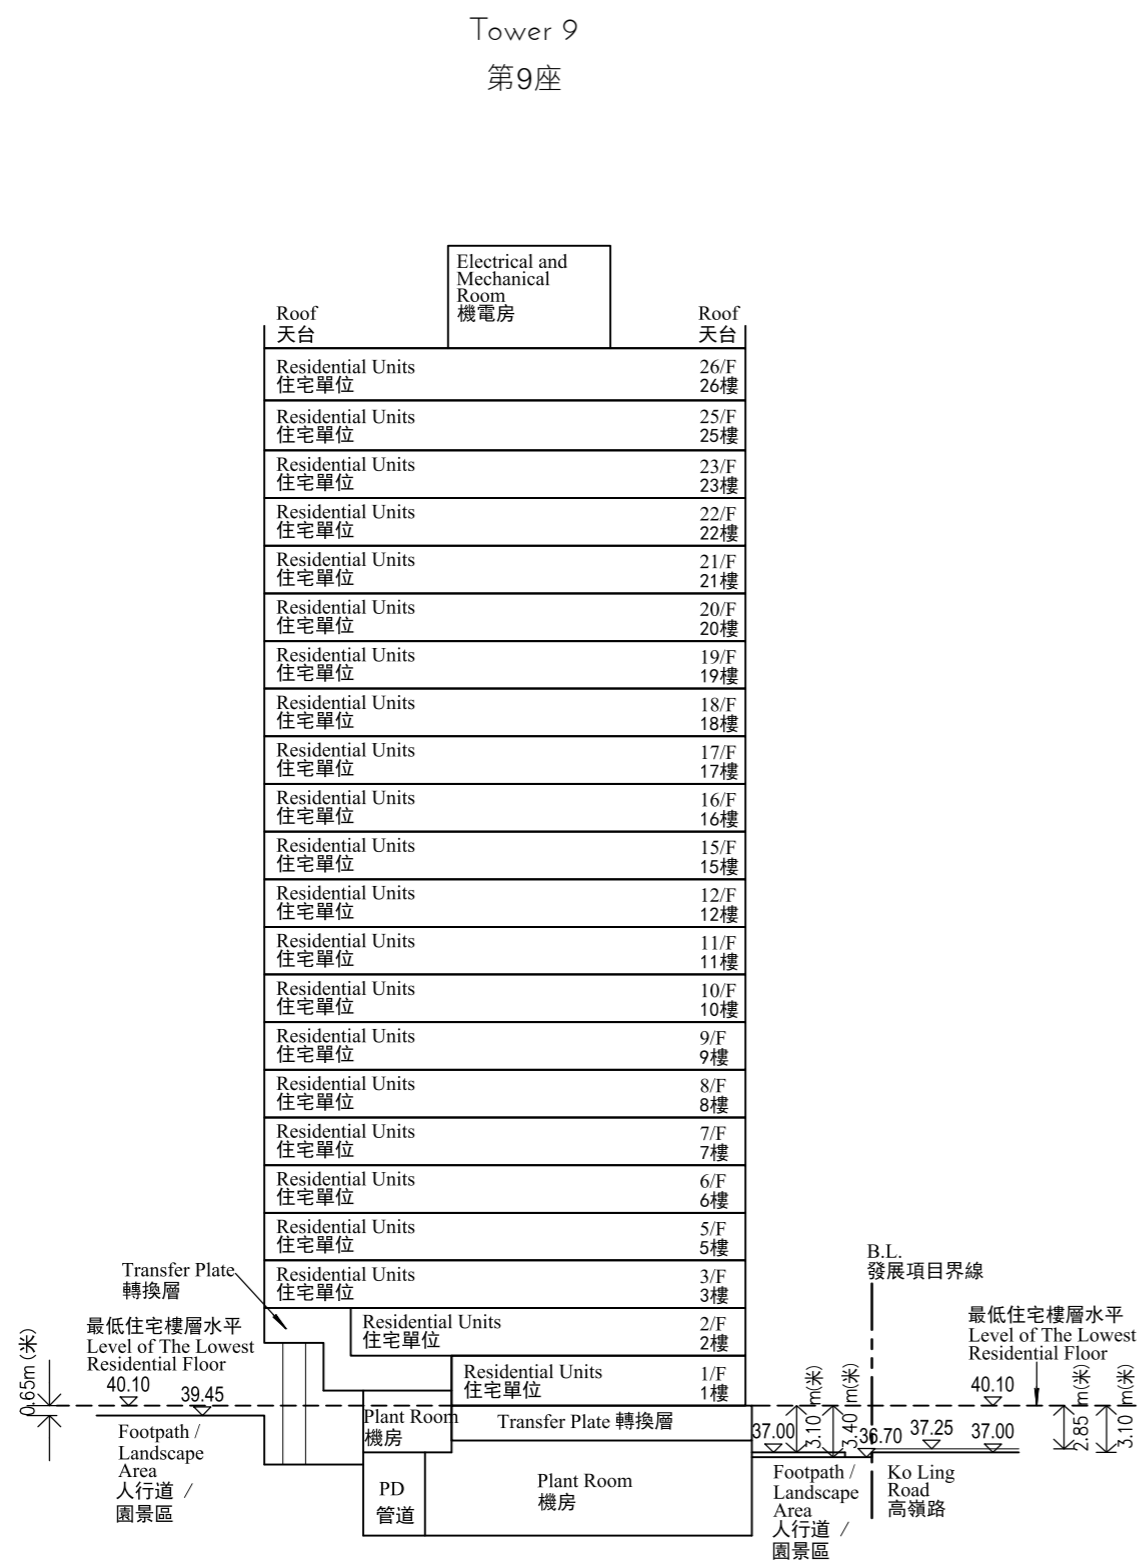 Tower 9
第9座
Electrical and
Mechanical
Room
機電房
Roof
天台
Roof
天台
Residential Units
住宅單位
26/F
26樓
Residential Units
住宅單位
25/F
25樓
Residential Units
住宅單位
23/F
23樓
Residential Units
住宅單位
22/F
22樓
Residential Units
住宅單位
21/F
21樓
Residential Units
住宅單位
20/F
20樓
Residential Units
住宅單位
19/F
19樓
Residential Units
住宅單位
18/F
18樓
Residential Units
住宅單位
17/F
17樓
Residential Units
住宅單位
16/F
16樓
Residential Units
住宅單位
15/F
15樓
Residential Units
住宅單位
12/F
12樓
Residential Units
住宅單位
11/F
11樓
Residential Units
住宅單位
10/F
10樓
Residential Units
住宅單位
9/F
9樓
Residential Units
住宅單位
8/F
8樓
Residential Units
住宅單位
7/F
7樓
Residential Units
住宅單位
6/F
6樓
Residential Units
住宅單位
5/F
5樓
Residential Units
住宅單位
3/F
3樓
Residential Units
住宅單位
2/F
2樓
Residential Units
住宅單位
1/F
1樓
Transfer Plate
轉換層
最低住宅樓層水平
Level of The Lowest
Residential Floor
40.10
39.45
0.65m (米)
Footpath /
Landscape
Area
人行道 /
園景區
Plant Room
機房
Transfer Plate 轉換層
PD
管道
Plant Room
機房
B.L.
發展項目界線
最低住宅樓層水平
Level of The Lowest
Residential Floor
40.10
37.00
3.10 m(米)
3.40 m(米)
36.70
37.25
37.00
2.85 m(米)
3.10 m(米)
Footpath /
Landscape
Area
人行道 /
園景區
Ko Ling
Road
高嶺路